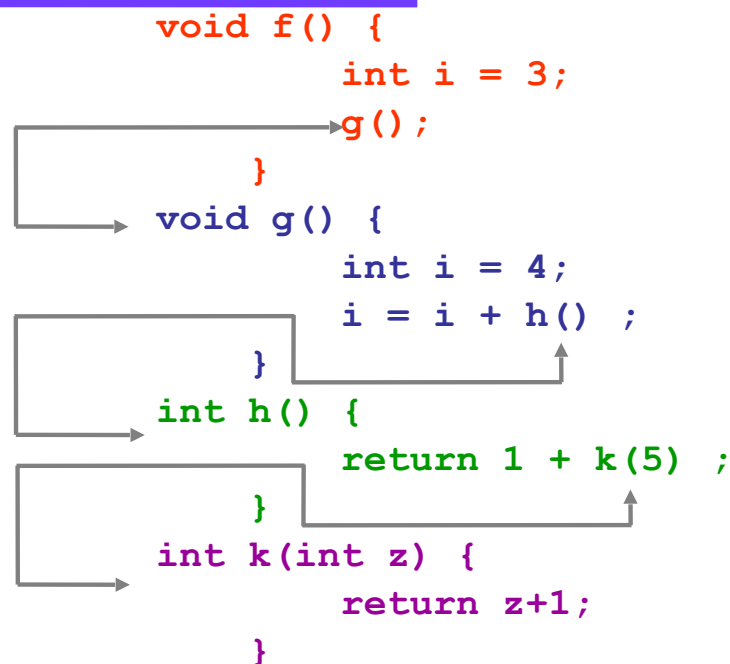 void f() {
int i = 3;
g();
}
void g() {
int i = 4;
i = i + h() ;
}
int h() {
return 1 + k(5) ;
}
int k(int z) {
return z+1;
}